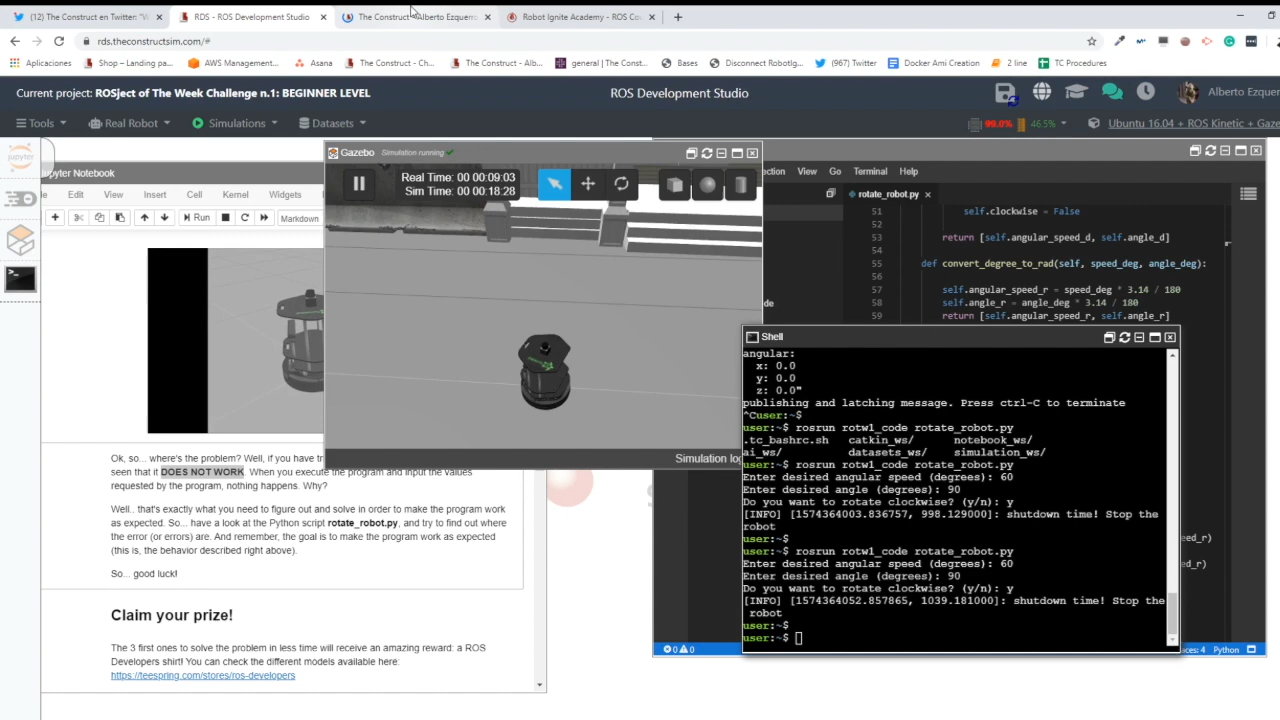 (12) The Construct en Twitter: "W
RDS - ROS Development Studio
The Construct - Alberto Ezquerro
Robot Ignite Academy - ROS Co
rds.theconstructsim.com/#
Aplicaciones
Shop – Landing pa...
AWS Management...
Asana
The Construct - Ch...
The Construct - Alb...
general | The Const...
Bases
Disconnect RobotIg...
(967) Twitter
Docker Ami Creation
2 line
TC Procedures
Current project: ROSject of The Week Challenge n.1: BEGINNER LEVEL
ROS Development Studio
Alberto Ezquer
Tools
Real Robot
Simulations
Datasets
99.0%
46.5%
Ubuntu 16.04 + ROS Kinetic + Gaze
jupyter
Jupyter Notebook
Edit View Insert Cell Kernel Widgets
Run
Markdown
Ok, so... where's the problem? Well, if you have tr
seen that it DOES NOT WORK. When you execute the program and input the values
requested by the program, nothing happens. Why?
Well.. that's exactly what you need to figure out and solve in order to make the program work
as expected. So... have a look at the Python script rotate_robot.py, and try to find out where
the error (or errors) are. And remember, the goal is to make the program work as expected
(this is, the behavior described right above).
So... good luck!
Claim your prize!
The 3 first ones to solve the problem in less time will receive an amazing reward: a ROS
Developers shirt! You can check the different models available here:
https://teespring.com/stores/ros-developers
Gazebo
Simulation running
Real Time: 00 00:09:03
Sim Time: 00 00:18:28
Simulation log
ection View Go Terminal Help
rotate_robot.py
51 self.clockwise = False
52
53 return [self.angular_speed_d, self.angle_d]
54
55 def convert_degree_to_rad(self, speed_deg, angle_deg):
56
57 self.angular_speed_r = speed_deg * 3.14 / 180
58 self.angle_r = angle_deg * 3.14 / 180
59 return [self.angular_speed_r, self.angle_r]
de
ed_r)
ed_r)
Shell
angular:
x: 0.0
y: 0.0
z: 0.0"
publishing and latching message. Press ctrl-C to terminate
^Cuser:~$
user:~$ rosrun rotw1_code rotate_robot.py
.tc_bashrc.sh catkin_ws/ notebook_ws/
ai_ws/ datasets_ws/ simulation_ws/
user:~$ rosrun rotw1_code rotate_robot.py
Enter desired angular speed (degrees): 60
Enter desired angle (degrees): 90
Do you want to rotate clockwise? (y/n): y
[INFO] [1574364003.836757, 998.129000]: shutdown time! Stop the
robot
user:~$
user:~$ rosrun rotw1_code rotate_robot.py
Enter desired angular speed (degrees): 60
Enter desired angle (degrees): 90
Do you want to rotate clockwise? (y/n): y
[INFO] [1574364052.857865, 1039.181000]: shutdown time! Stop the
robot
user:~$
user:~$
0 0
aces: 4 Python